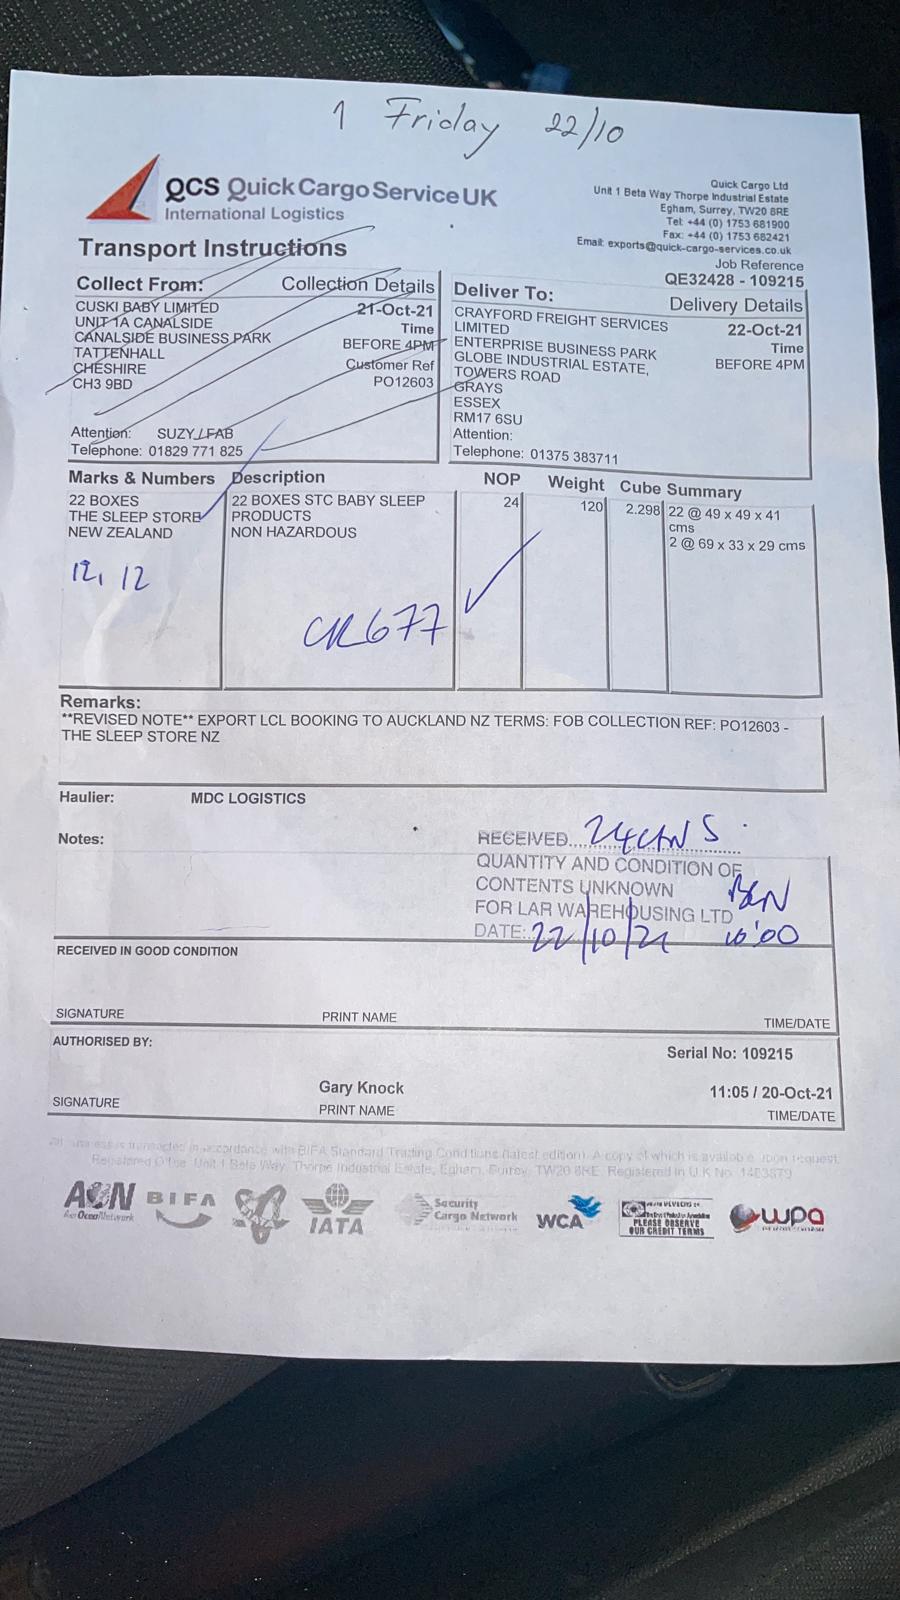 1 Friday 22/10
QCS Quick Cargo Service UK
International Logistics
Quick Cargo Ltd
Unit 1 Beta Way Thorpe Industrial Estate
Egham, Surrey, TW20 8RE
Tel: +44 (0) 1753 681900
Fax: +44 (0) 1753 682421
Email: exports@quick-cargo-services.co.uk
Transport Instructions
Job Reference
QE32428 - 109215
Collect From: Collection Details
CUSKI BABY LIMITED
UNIT 1A CANALSIDE
CANALSIDE BUSINESS PARK
TATTENHALL
CHESHIRE
CH3 9BD
21-Oct-21
Time
BEFORE 4PM
Customer Ref
PO12603
Attention: SUZY / FAB
Telephone: 01829 771 825
Deliver To: Delivery Details
CRAYFORD FREIGHT SERVICES
LIMITED
ENTERPRISE BUSINESS PARK
GLOBE INDUSTRIAL ESTATE,
TOWERS ROAD
GRAYS
ESSEX
RM17 6SU
22-Oct-21
Time
BEFORE 4PM
Attention:
Telephone: 01375 383711
Marks & Numbers Description NOP Weight Cube Summary
22 BOXES
THE SLEEP STORE
NEW ZEALAND
22 BOXES STC BABY SLEEP
PRODUCTS
NON HAZARDOUS
24
120
2.298
22 @ 49 x 49 x 41
cms
2 @ 69 x 33 x 29 cms
12, 12
CR677
Remarks:
**REVISED NOTE** EXPORT LCL BOOKING TO AUCKLAND NZ TERMS: FOB COLLECTION REF: PO12603 -
THE SLEEP STORE NZ
Haulier: MDC LOGISTICS
Notes:
RECEIVED...24CTNS
QUANTITY AND CONDITION OF
CONTENTS UNKNOWN
BEN
FOR LAR WAREHOUSING LTD
DATE: 22/10/21 10:00
RECEIVED IN GOOD CONDITION
SIGNATURE PRINT NAME TIME/DATE
AUTHORISED BY: Serial No: 109215
Gary Knock 11:05 / 20-Oct-21
SIGNATURE PRINT NAME TIME/DATE
All business is transacted in accordance with BIFA Standard Trading Conditions (latest edition). A copy of which is available upon request.
Registered Office: Unit 1 Beta Way, Thorpe Industrial Estate, Egham, Surrey, TW20 8RE. Registered in U.K No.
AON
BIFA
IATA
Security
Cargo Network
WCA
PLEASE OBSERVE
OUR CREDIT TERMS
wpa